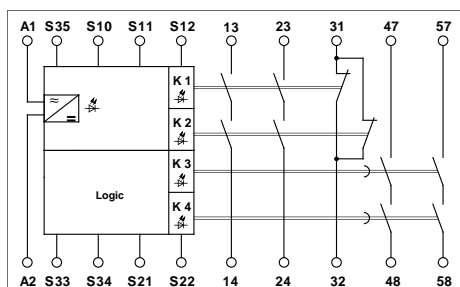 A1 S35 S10 S11 S12 13 23 31 47 57
K 1
K 2
K 3
Logic
K 4
A2 S33 S34 S21 S22 14 24 32 48 58